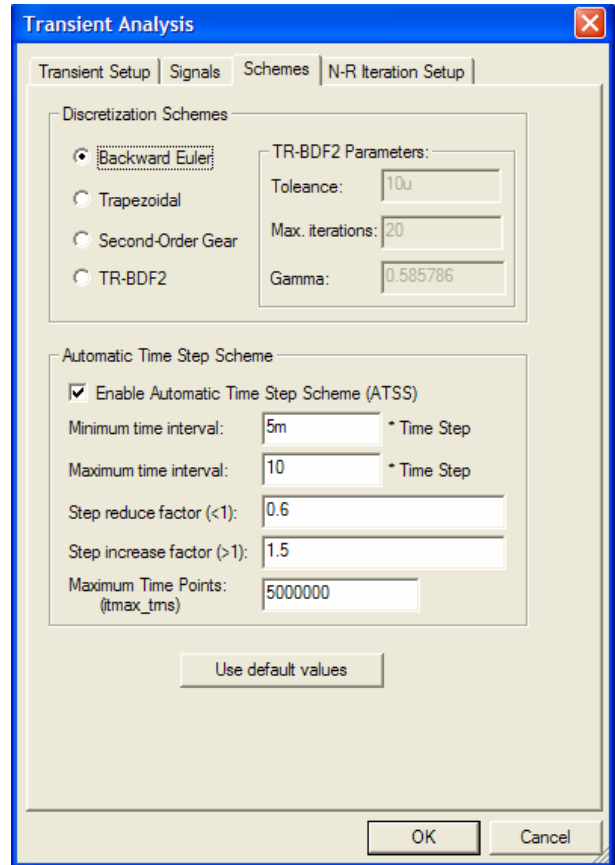 Transient Analysis
Transient Setup Signals Schemes N-R Iteration Setup
Discretization Schemes
Backward Euler
Trapezoidal
Second-Order Gear
TR-BDF2
TR-BDF2 Parameters:
Toleance: 10u
Max. iterations: 20
Gamma: 0.585786
Automatic Time Step Scheme
Enable Automatic Time Step Scheme (ATSS)
Minimum time interval: 5m * Time Step
Maximum time interval: 10 * Time Step
Step reduce factor (<1): 0.6
Step increase factor (>1): 1.5
Maximum Time Points: 5000000
(itmax_trns)
Use default values
OK Cancel